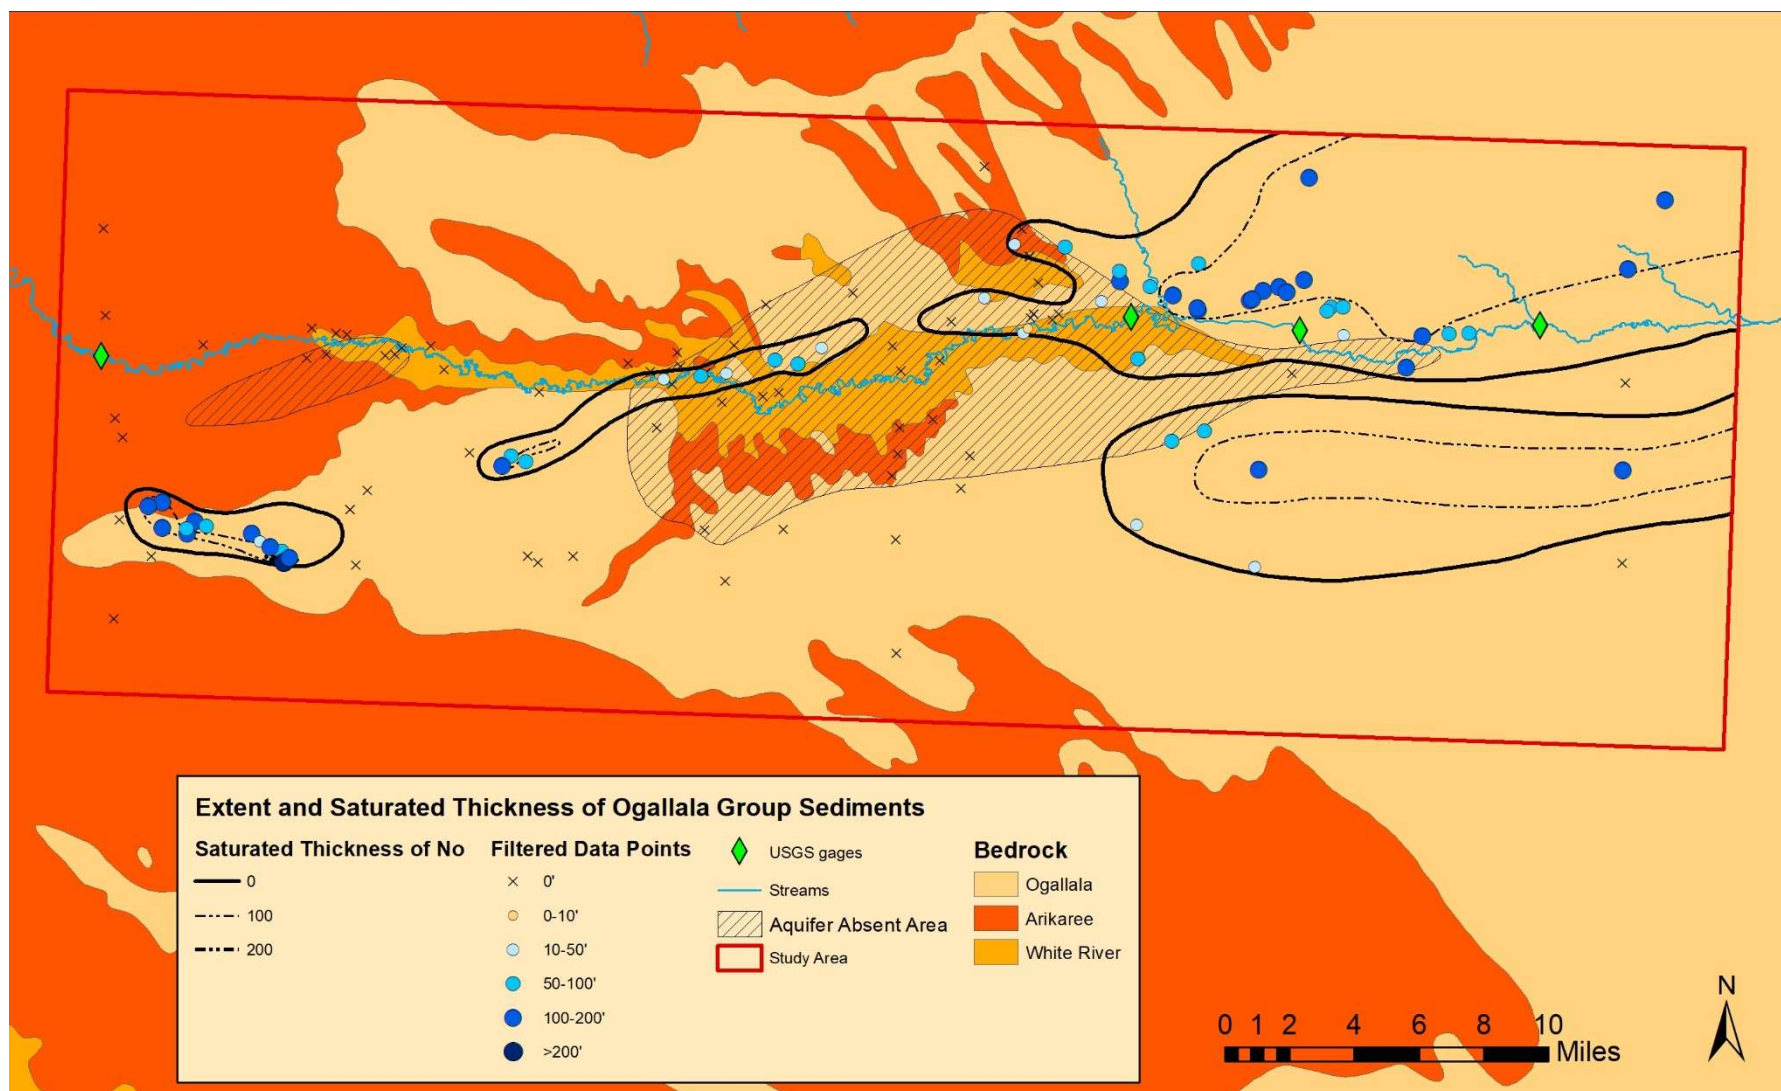 Extent and Saturated Thickness of Ogallala Group Sediments
Saturated Thickness of No
0
100
200
Filtered Data Points
0'
0-10'
10-50'
50-100'
100-200'
>200'
USGS gages
Streams
Aquifer Absent Area
Study Area
Bedrock
Ogallala
Arikaree
White River
N
0 1 2 4 6 8 10
Miles